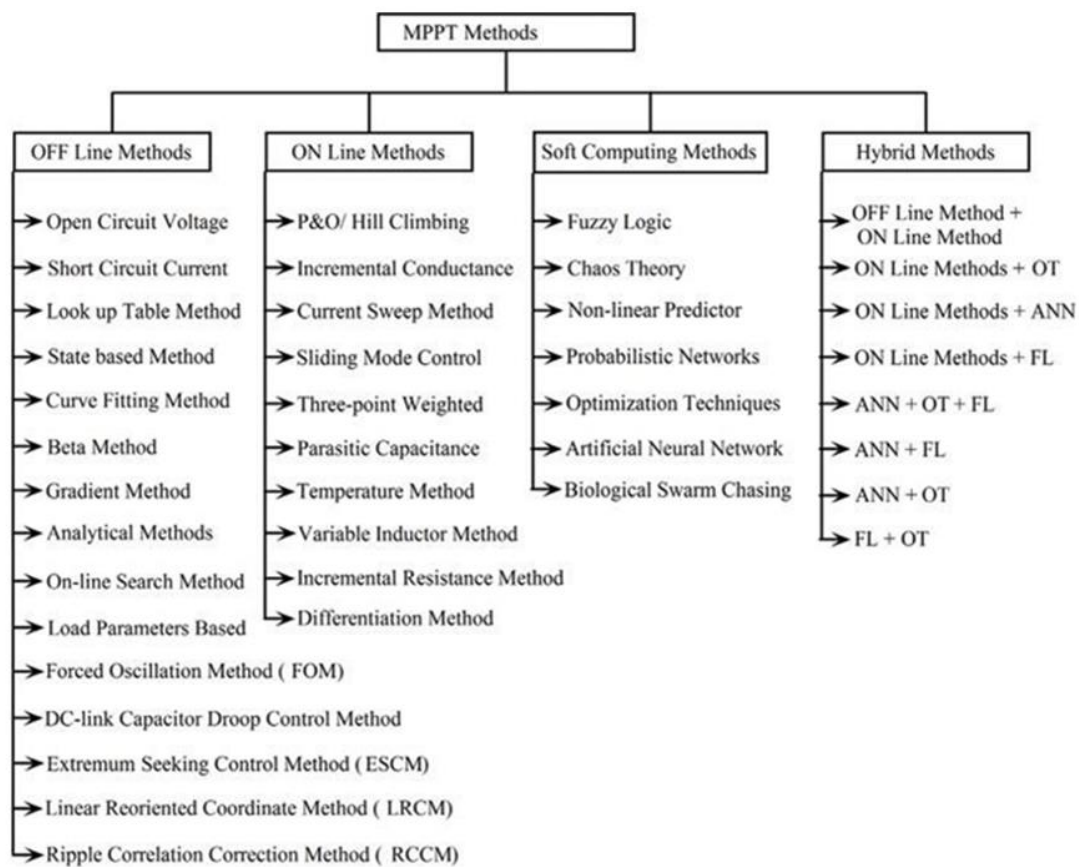 MPPT Methods
OFF Line Methods
Open Circuit Voltage
Short Circuit Current
Look up Table Method
State based Method
Curve Fitting Method
Beta Method
Gradient Method
Analytical Methods
On-line Search Method
Load Parameters Based
Forced Oscillation Method ( FOM)
DC-link Capacitor Droop Control Method
Extremum Seeking Control Method ( ESCM)
Linear Reoriented Coordinate Method ( LRCM)
Ripple Correlation Correction Method ( RCCM)
ON Line Methods
P&O/ Hill Climbing
Incremental Conductance
Current Sweep Method
Sliding Mode Control
Three-point Weighted
Parasitic Capacitance
Temperature Method
Variable Inductor Method
Incremental Resistance Method
Differentiation Method
Soft Computing Methods
Fuzzy Logic
Chaos Theory
Non-linear Predictor
Probabilistic Networks
Optimization Techniques
Artificial Neural Network
Biological Swarm Chasing
Hybrid Methods
OFF Line Method +
ON Line Method
ON Line Methods + OT
ON Line Methods + ANN
ON Line Methods + FL
ANN + OT + FL
ANN + FL
ANN + OT
FL + OT